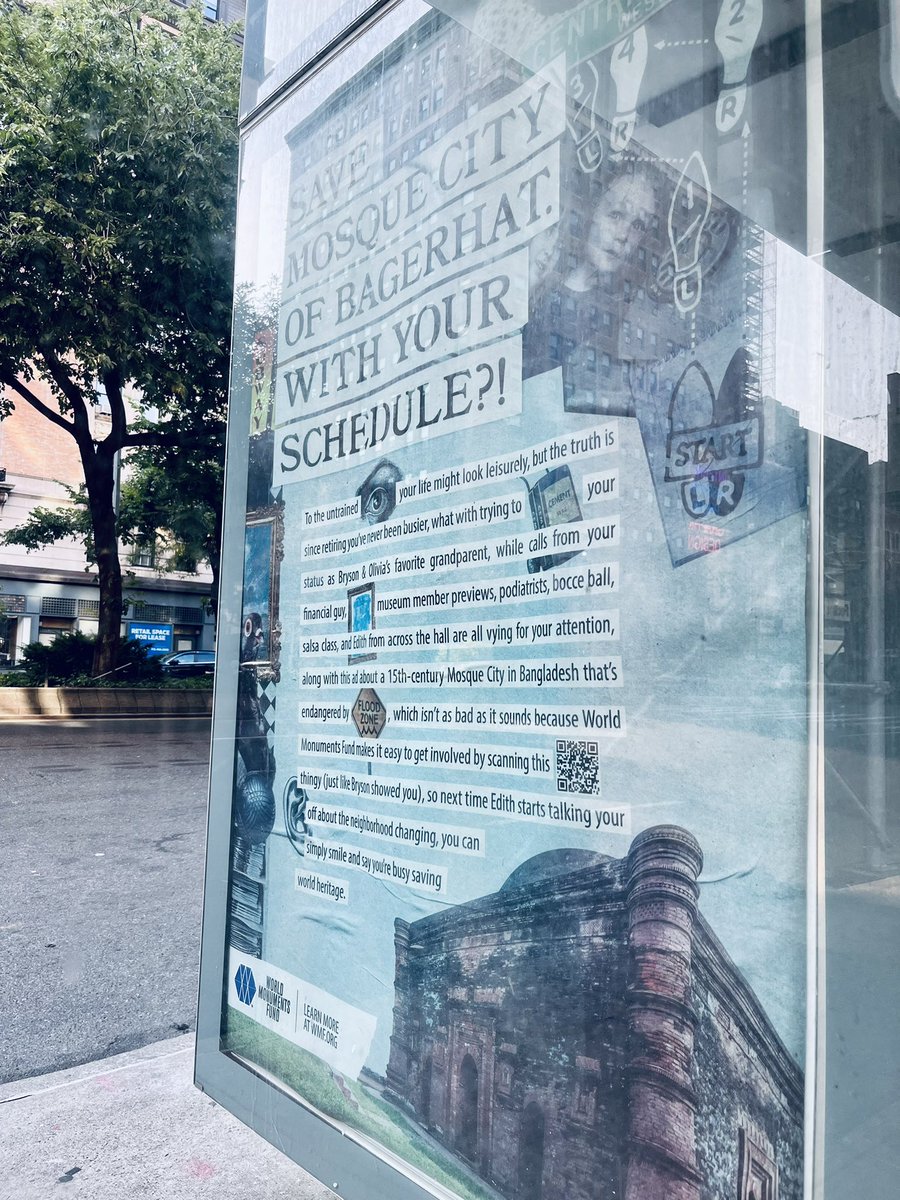 CENTR
SAVE
MOSQUE CITY
OF BAGERHAT.
WITH YOUR
SCHEDULE?!
2
4
3
R
R
L
1
L
START
L R
To the untrained your life might look leisurely, but the truth is
since retiring you've never been busier, what with trying to CEMENT your
status as Bryson & Olivia's favorite grandparent, while calls from your
financial guy, museum member previews, podiatrists, bocce ball,
salsa class, and Edith from across the hall are all vying for your attention,
along with this ad about a 15th-century Mosque City in Bangladesh that's
endangered by FLOOD ZONE, which isn't as bad as it sounds because World
Monuments Fund makes it easy to get involved by scanning this
thingy (just like Bryson showed you), so next time Edith starts talking your
off about the neighborhood changing, you can
simply smile and say you're busy saving
world heritage.
WORLD
MONUMENTS
FUND
LEARN MORE
AT WMF.ORG
RETAIL SPACE
FOR LEASE